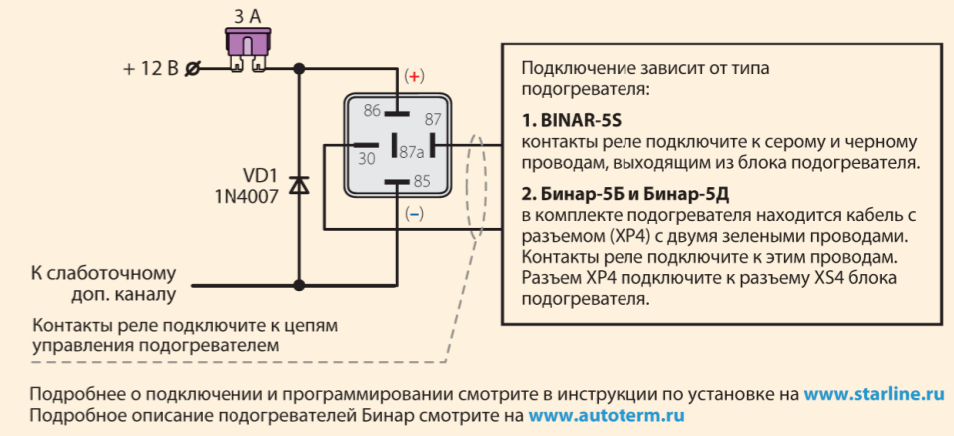 3 А
+ 12 В
(+)
86
87
30
87a
85
(–)
VD1
1N4007
К слаботочному
доп. каналу
Контакты реле подключите к цепям
управления подогревателем
Подключение зависит от типа
подогревателя:
1. BINAR-5S
контакты реле подключите к серому и черному
проводам, выходящим из блока подогревателя.
2. Бинар-5Б и Бинар-5Д
в комплекте подогревателя находится кабель с
разъемом (XP4) с двумя зелеными проводами.
Контакты реле подключите к этим проводам.
Разъем XP4 подключите к разъему XS4 блока
подогревателя.
Подробнее о подключении и программировании смотрите в инструкции по установке на www.starline.ru
Подробное описание подогревателей Бинар смотрите на www.autoterm.ru